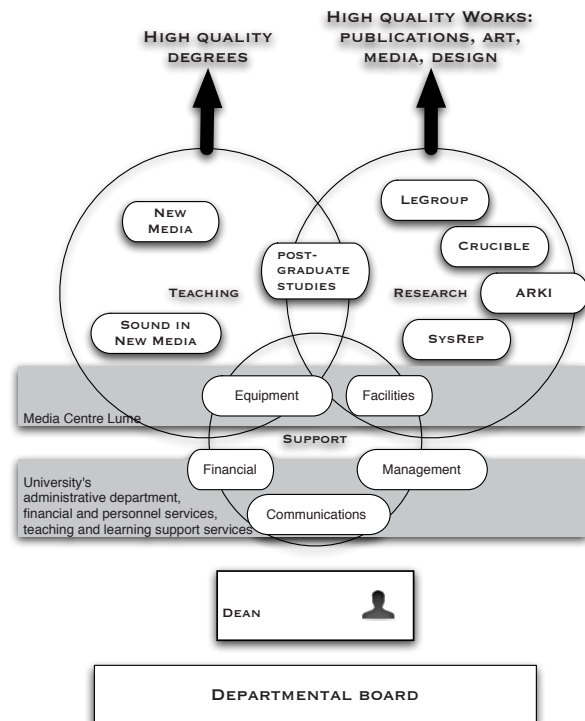 High quality
degrees
High quality Works:
publications, art,
media, design
New
Media
LeGroup
Crucible
Post-
graduate
studies
Teaching
Research
ARKI
Sound in
New Media
SysRep
Equipment
Facilities
Media Centre Lume
Support
Financial
Management
University's
administrative department,
financial and personnel services,
teaching and learning support services
Communications
Dean
Departmental board